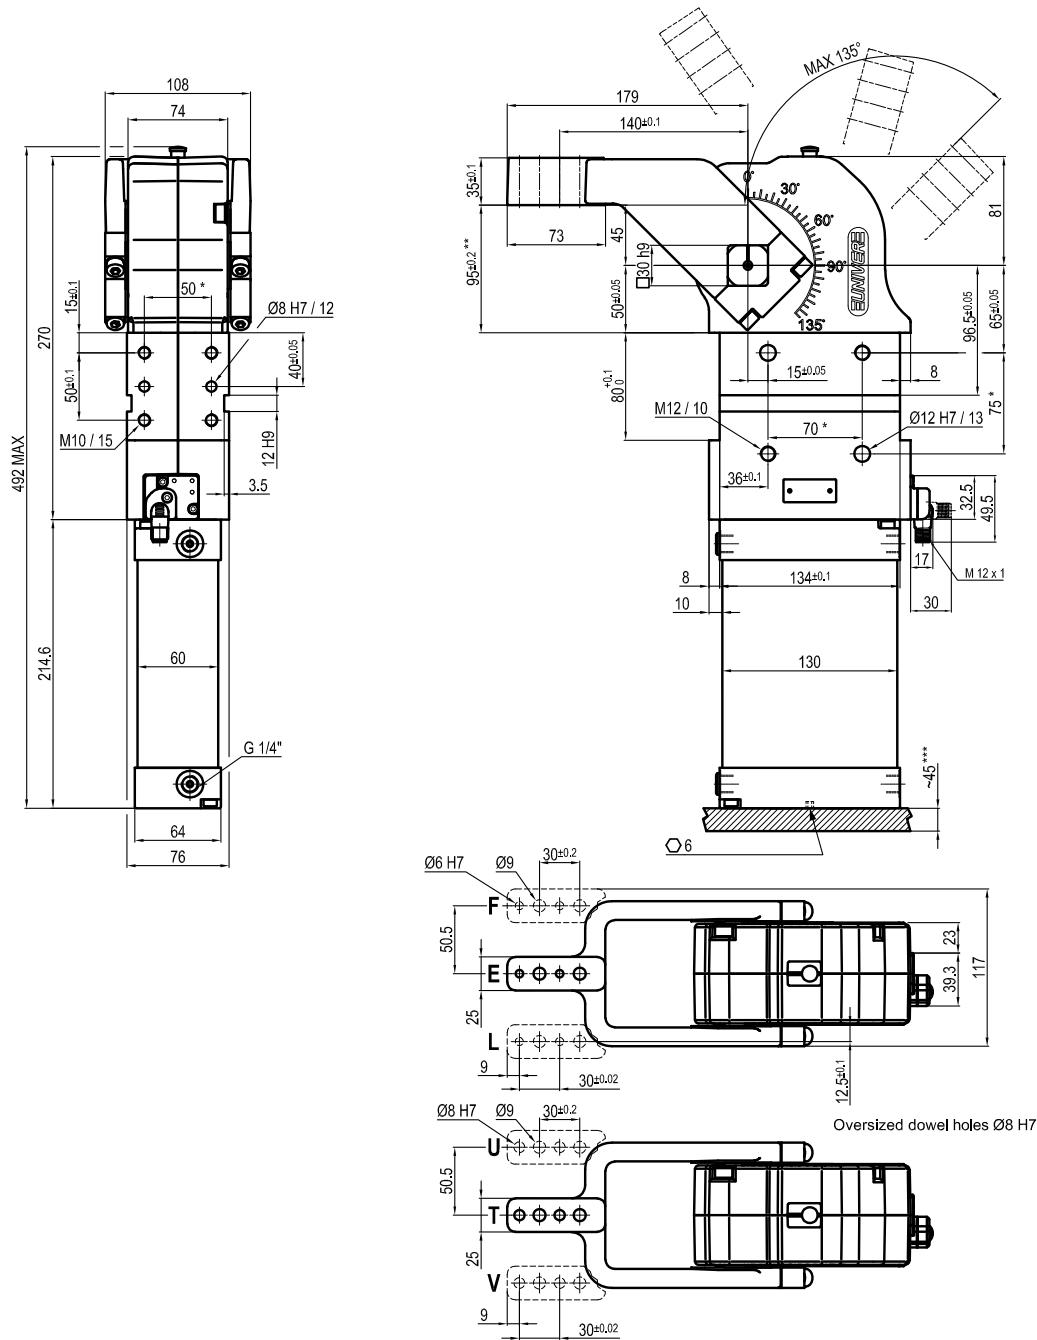 108
74
179
140±0.1
MAX 135°
0°
30°
60°
90°
135°
UNIVER
35±0.1
73
45
95±0.2 **
□30 h9
50±0.05
81
65±0.05
96.5±0.05
15±0.1
50 *
Ø8 H7 / 12
270
50±0.1
40±0.05
M10 / 15
12 H9
3.5
492 MAX
80 +0.1 0
15±0.05
8
75 *
M12 / 10
Ø12 H7 / 13
70 *
36±0.1
32.5
49.5
17
M 12 x 1
30
8
134±0.1
10
214.6
60
130
G 1/4"
~45 ***
64
76
6
Ø6 H7
Ø9
30±0.2
F
50.5
E
25
L
9
30±0.02
23
39.3
117
12.5±0.1
Oversized dowel holes Ø8 H7
Ø8 H7
Ø9
30±0.2
U
50.5
T
25
V
9
30±0.02